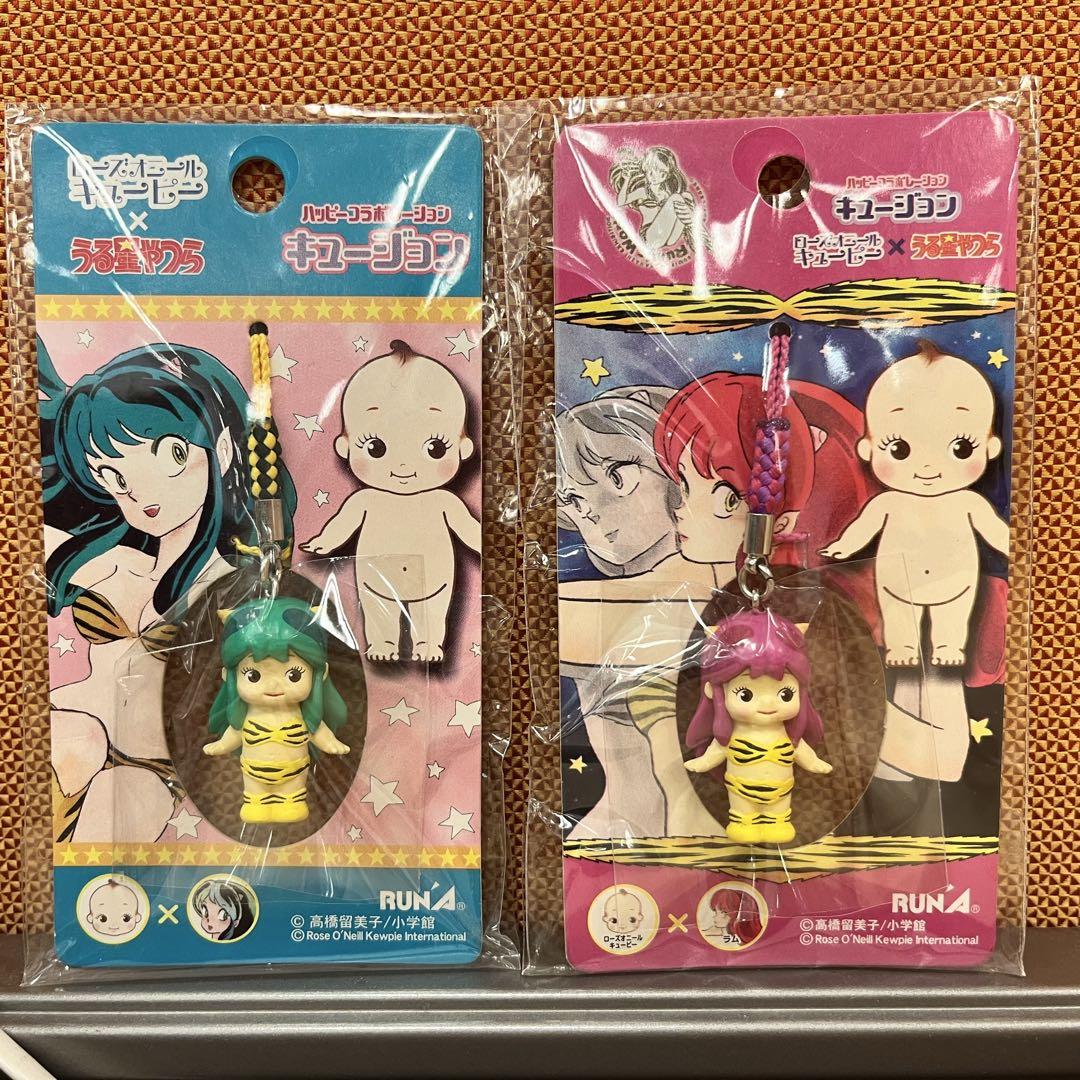 ローズオニール
キューピー
×
うる星やつら
ハッピーコラボレーション
キュージョン
×
RUN'A®
©高橋留美子/小学館
©Rose O'Neill Kewpie International
ハッピーコラボレーション
キュージョン
ローズオニール
キューピー
×
うる星やつら
ローズオニール
キューピー
×
ラム
RUN'A®
©高橋留美子/小学館
©Rose O'Neill Kewpie International